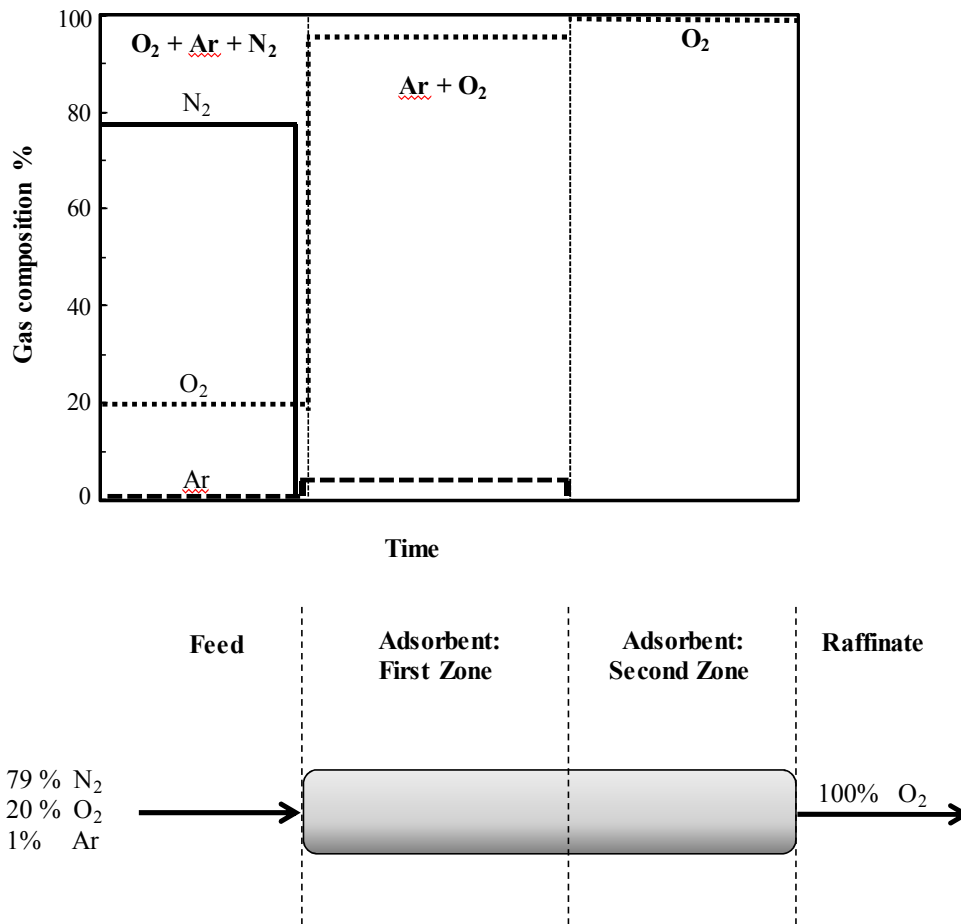 100
80
60
40
20
0
Gas composition %
O₂ + Ar + N₂
N₂
O₂
Ar
Ar + O₂
O₂
Time
Feed
Adsorbent:
First Zone
Adsorbent:
Second Zone
Raffinate
79 % N₂
20 % O₂
1% Ar
100% O₂